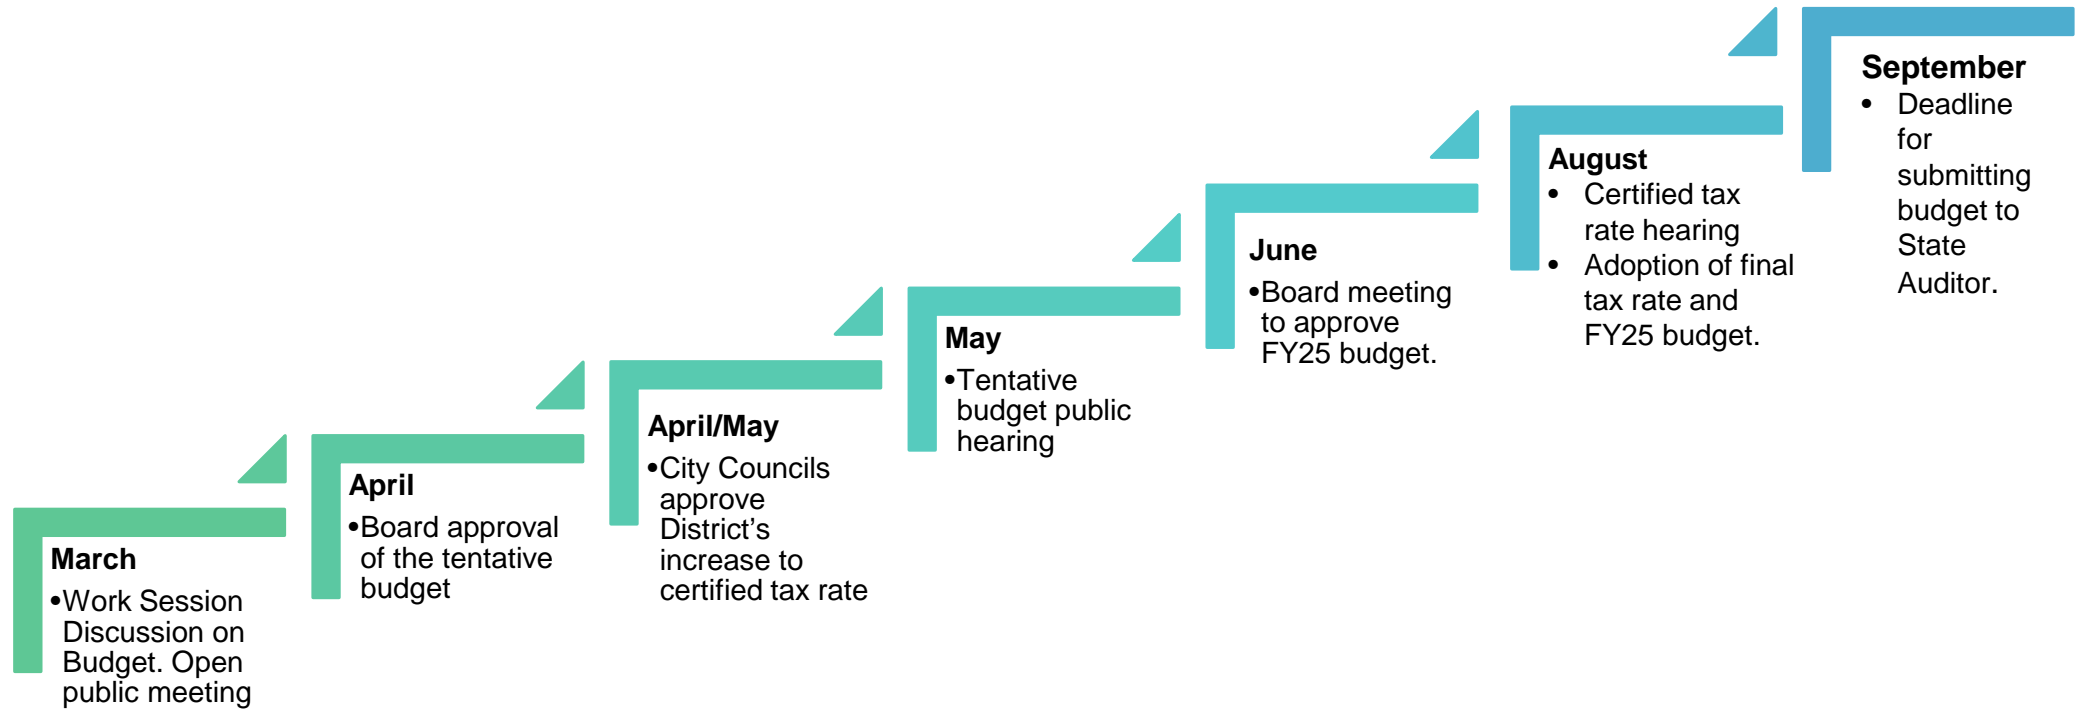 March
•Work Session
Discussion on
Budget. Open
public meeting
April
•Board approval
of the tentative
budget
April/May
•City Councils
approve
District’s
increase to
certified tax rate
May
•Tentative
budget public
hearing
June
•Board meeting
to approve
FY25 budget.
August
• Certified tax
rate hearing
• Adoption of final
tax rate and
FY25 budget.
September
• Deadline
for
submitting
budget to
State
Auditor.